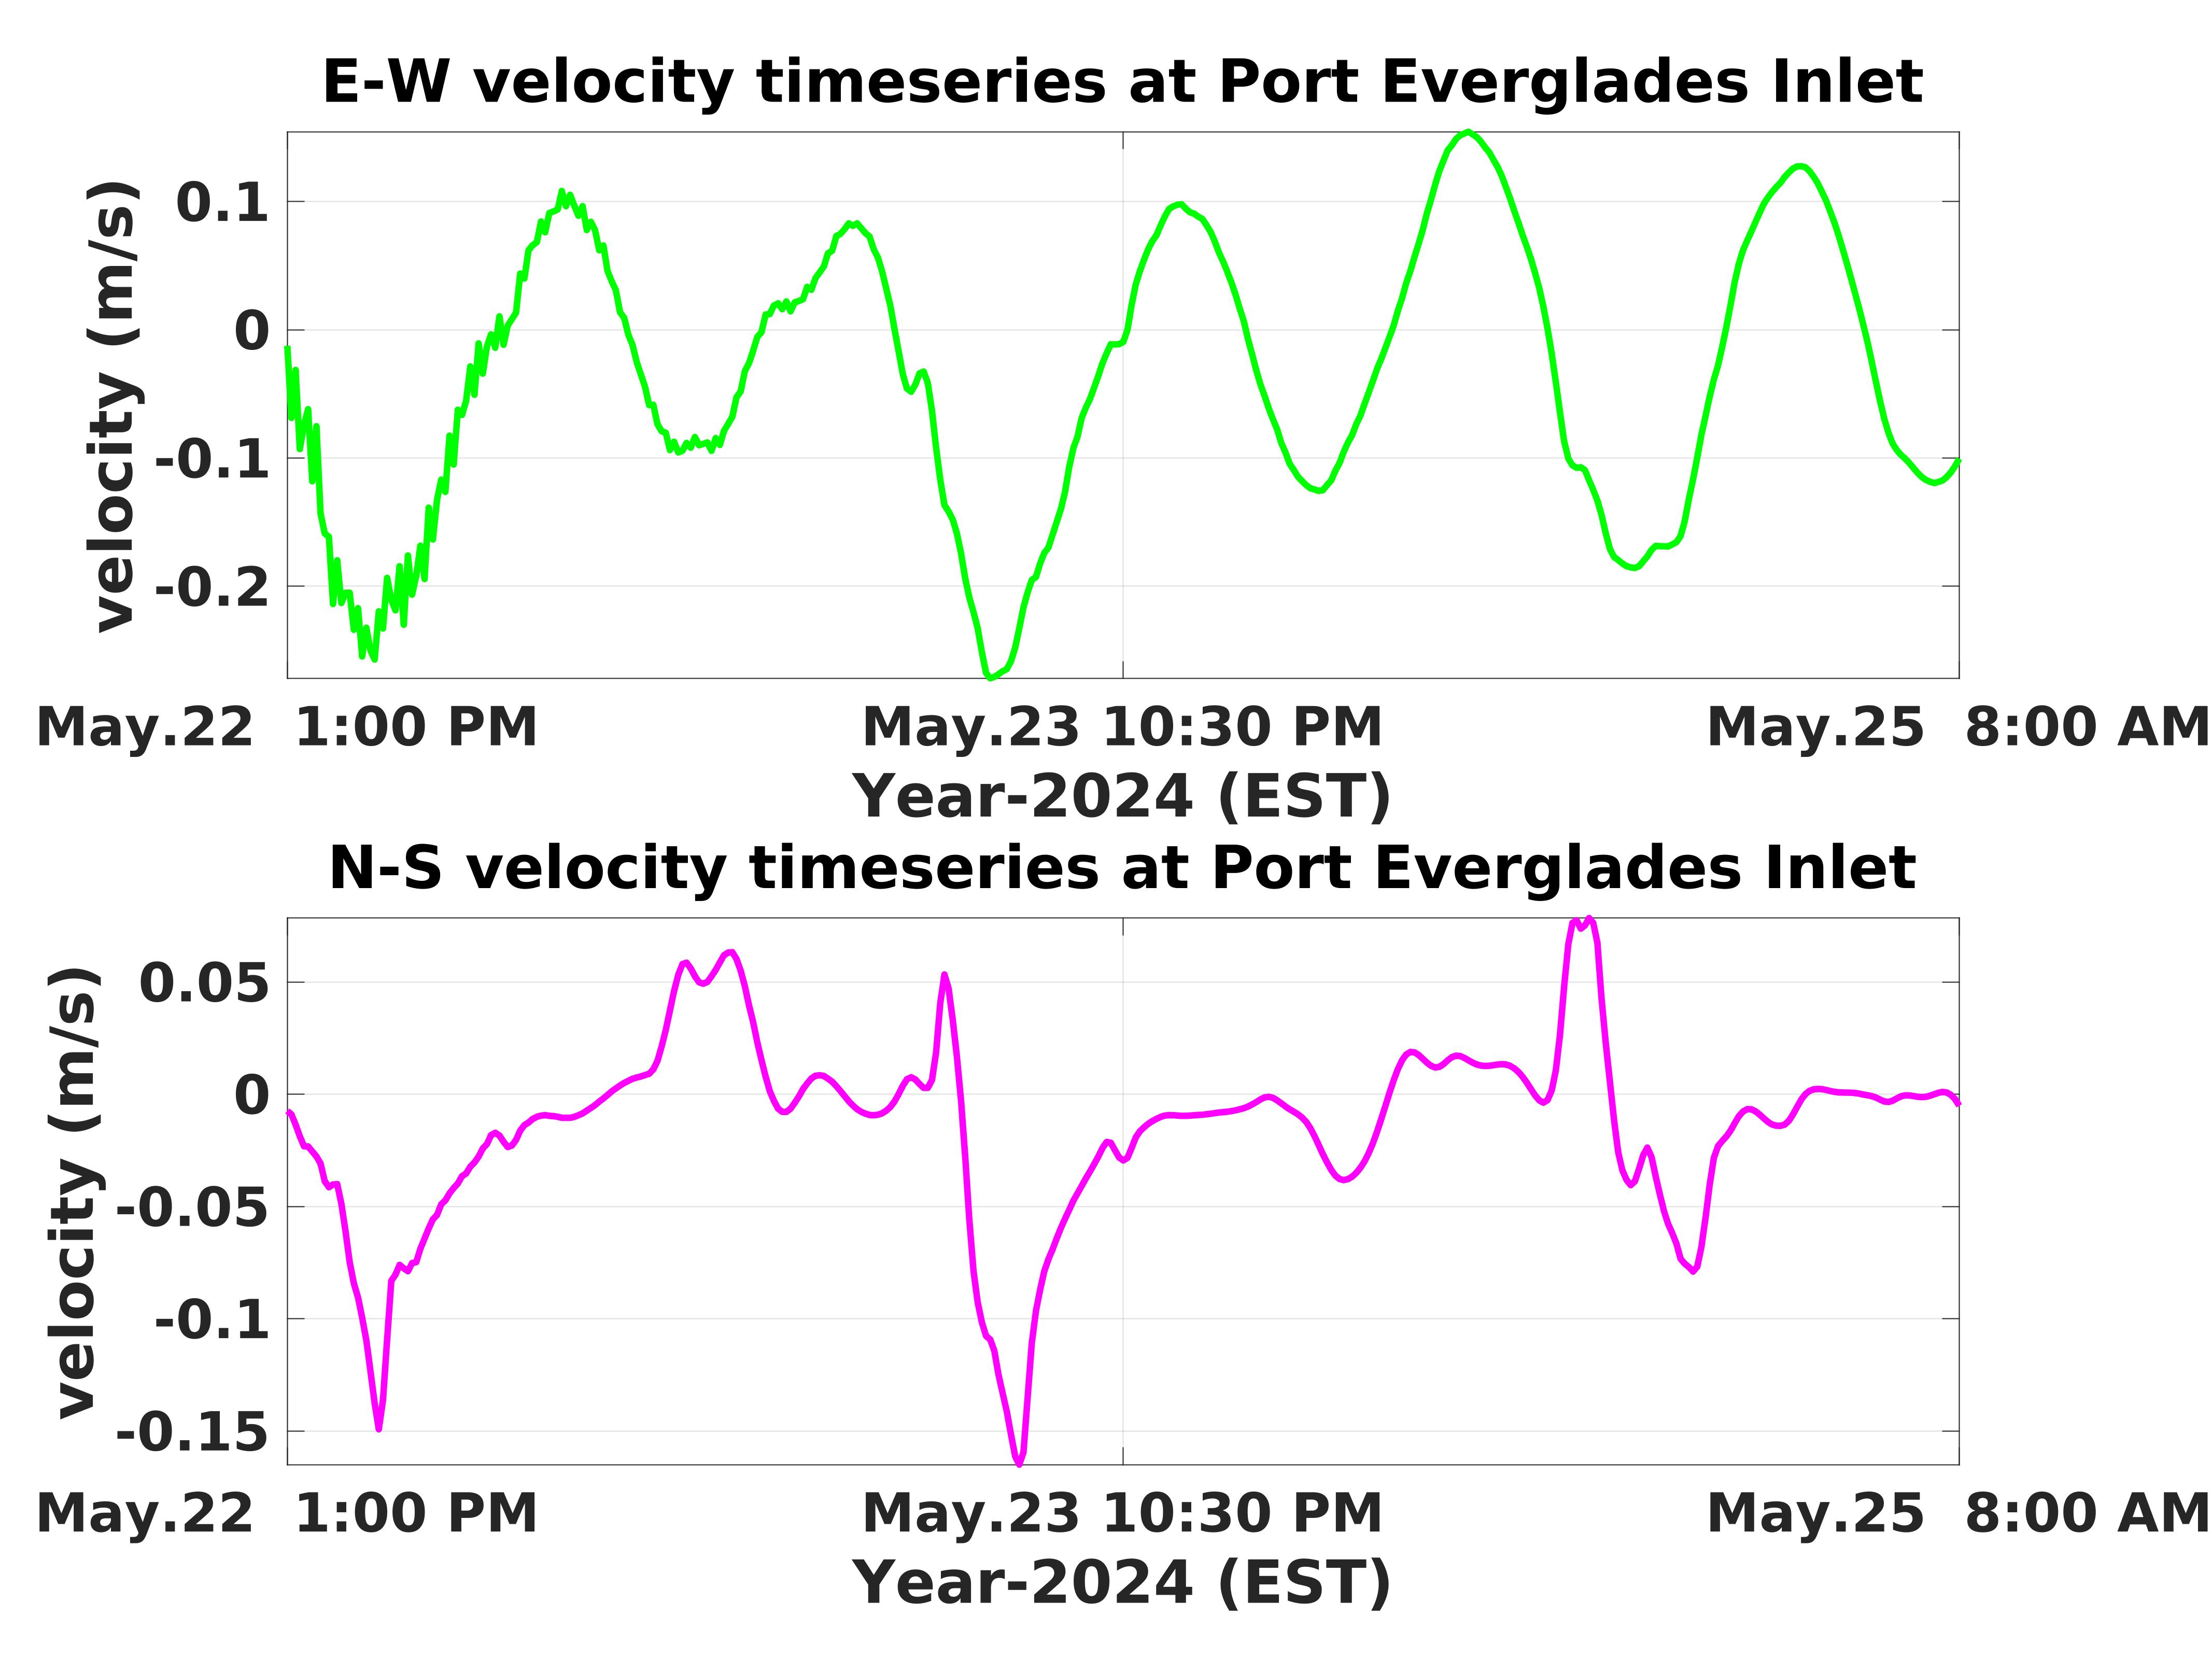 E-W velocity timeseries at Port Everglades Inlet
velocity (m/s)
0.1
0
-0.1
-0.2
May.22  1:00 PM
May.23 10:30 PM
May.25  8:00 AM
Year-2024 (EST)
N-S velocity timeseries at Port Everglades Inlet
velocity (m/s)
0.05
0
-0.05
-0.1
-0.15
May.22  1:00 PM
May.23 10:30 PM
May.25  8:00 AM
Year-2024 (EST)